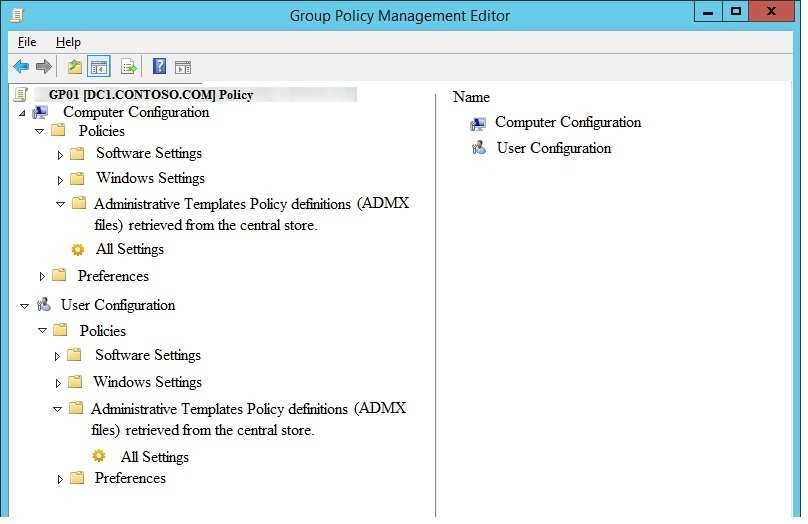 Group Policy Management Editor
File Help
GP01 [DC1.CONTOSO.COM] Policy
Computer Configuration
Policies
Software Settings
Windows Settings
Administrative Templates Policy definitions (ADMX
files) retrieved from the central store.
All Settings
Preferences
User Configuration
Policies
Software Settings
Windows Settings
Administrative Templates Policy definitions (ADMX
files) retrieved from the central store.
All Settings
Preferences
Name
Computer Configuration
User Configuration